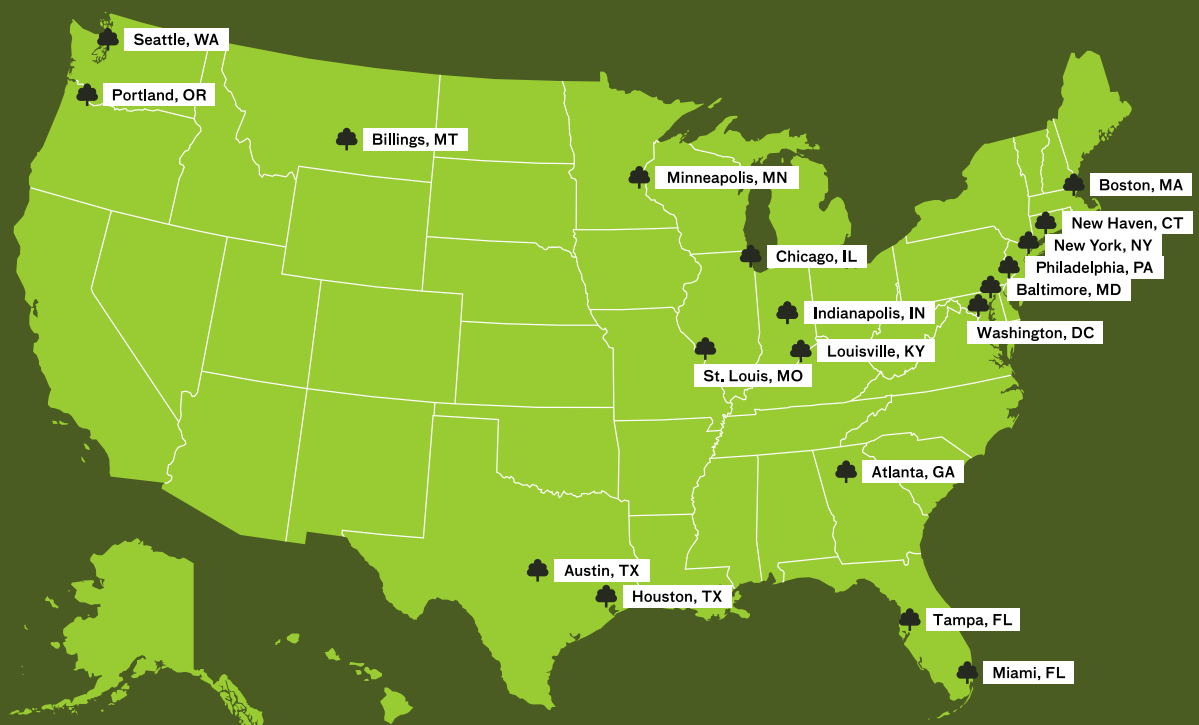 Seattle, WA
Portland, OR
Billings, MT
Minneapolis, MN
Boston, MA
New Haven, CT
New York, NY
Chicago, IL
Philadelphia, PA
Baltimore, MD
Indianapolis, IN
Washington, DC
Louisville, KY
St. Louis, MO
Atlanta, GA
Austin, TX
Houston, TX
Tampa, FL
Miami, FL